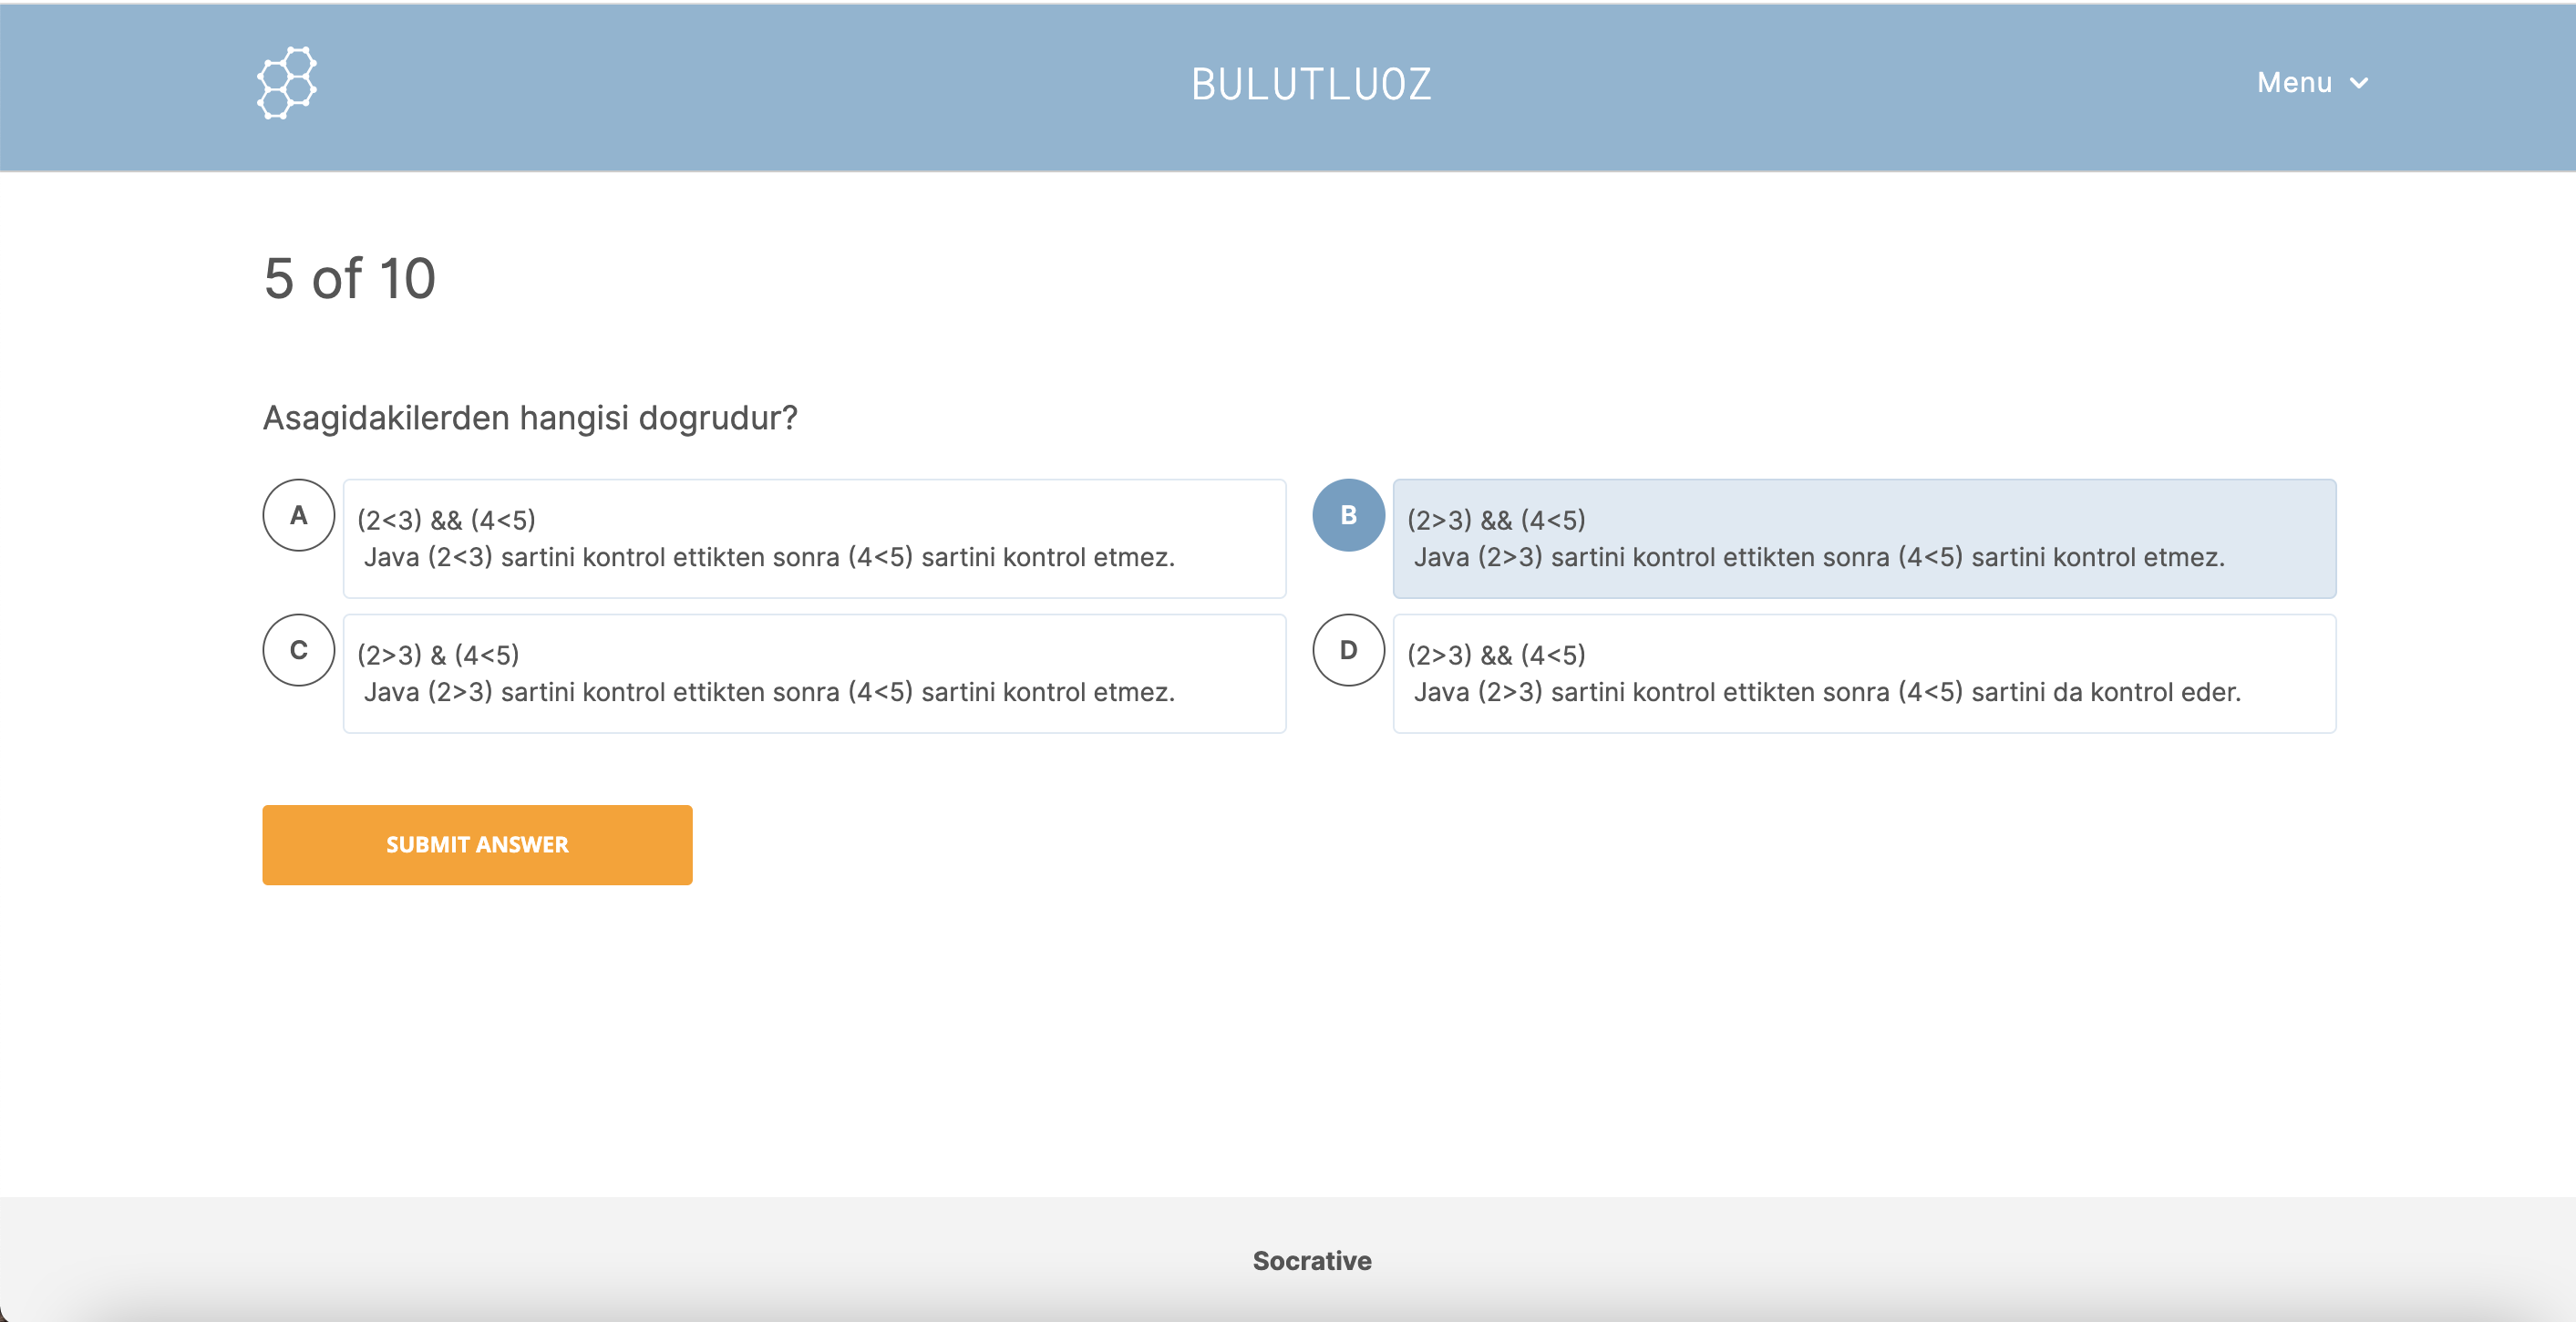 BULUTLUOZ
Menu
5 of 10
Asagidakilerden hangisi dogrudur?
A
(2<3) && (4<5)
Java (2<3) sartini kontrol ettikten sonra (4<5) sartini kontrol etmez.
B
(2>3) && (4<5)
Java (2>3) sartini kontrol ettikten sonra (4<5) sartini kontrol etmez.
C
(2>3) & (4<5)
Java (2>3) sartini kontrol ettikten sonra (4<5) sartini kontrol etmez.
D
(2>3) && (4<5)
Java (2>3) sartini kontrol ettikten sonra (4<5) sartini da kontrol eder.
SUBMIT ANSWER
Socrative